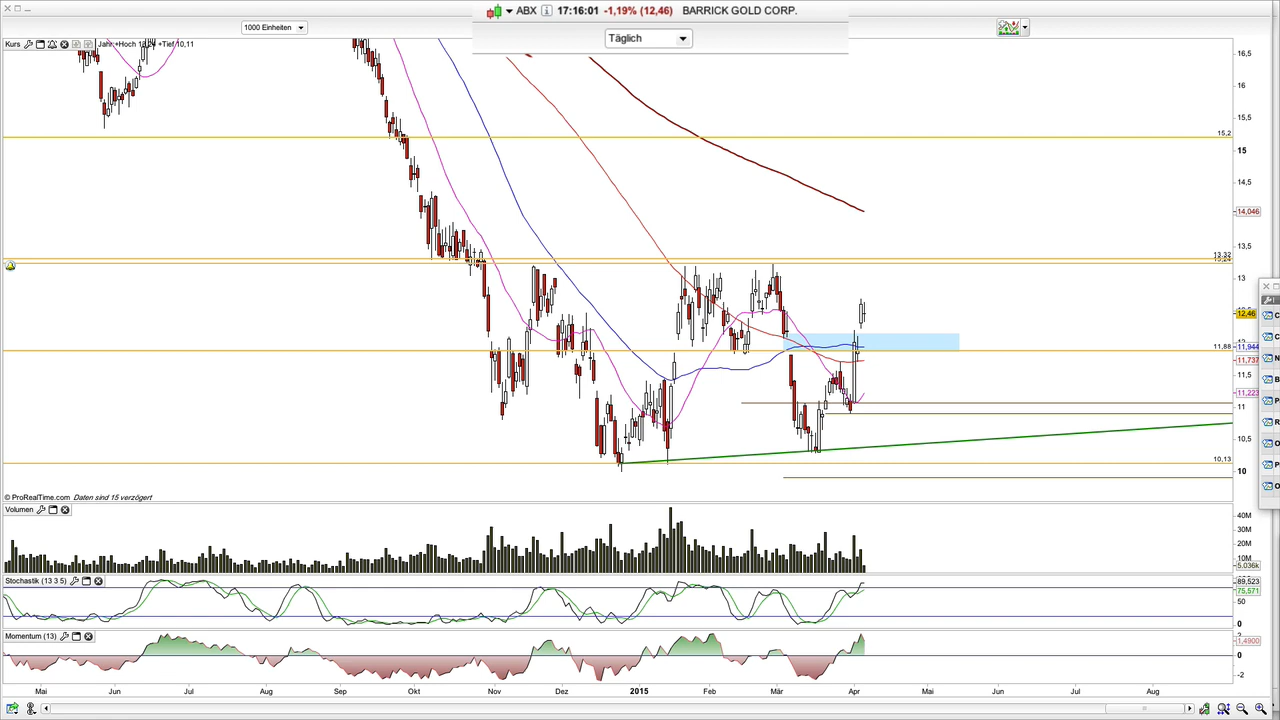 ABX 17:16:01 -1,19% (12,46) BARRICK GOLD CORP.
1000 Einheiten
Täglich
Kurs
+Tief 10,11
16,5
16
15,5
15,2
15
14,5
14,046
13,5
13,32
13
12,46
11,88
11,944
11,737
11,5
11,223
11
10,5
10,13
10
© ProRealTime.com Daten sind 15 verzögert
Volumen
40M
30M
20M
10M
5,036k
Stochastik (13 3 5)
89,523
75,571
50
0
Momentum (13)
1,4900
0
-2
Mai Jun Jul Aug Sep Okt Nov Dez 2015 Feb Mär Apr Mai Jun Jul Aug